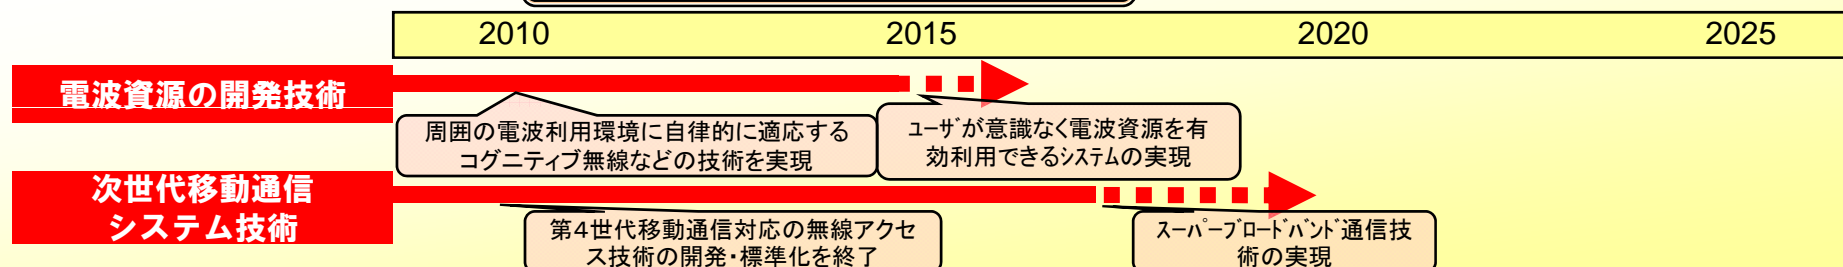 2010 2015 2020 2025
電波資源の開発技術
周囲の電波利用環境に自律的に適応する
コグニティブ無線などの技術を実現
ﾕｰｻﾞが意識なく電波資源を有
効利用できるｼｽﾃﾑの実現
次世代移動通信
システム技術
第4世代移動通信対応の無線アクセ
ス技術の開発・標準化を終了
ｽｰﾊﾟｰﾌﾞﾛｰﾄﾞﾊﾞﾝﾄﾞ通信技
術の実現